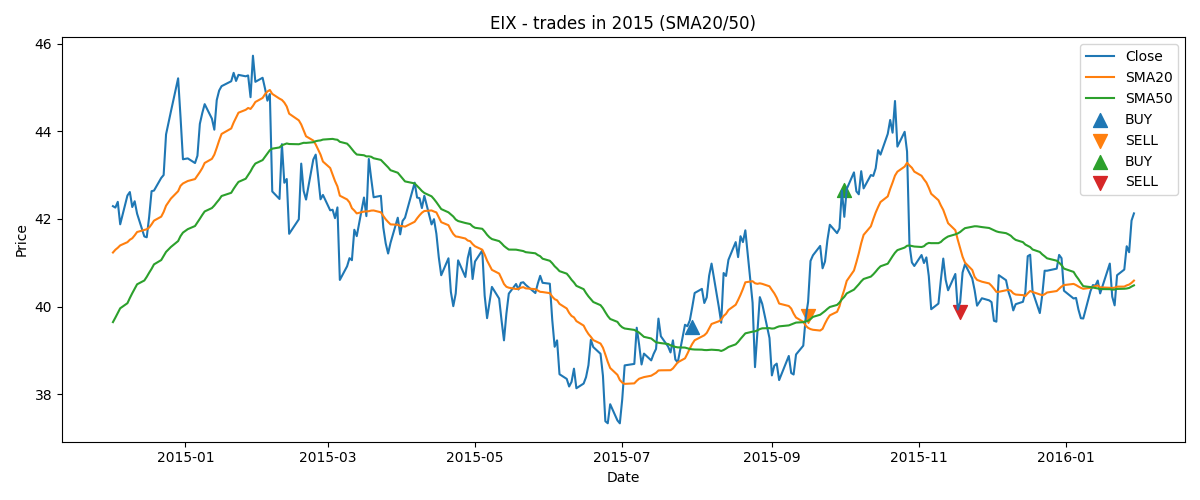 EIX - trades in 2015 (SMA20/50)
Price
46
44
42
40
38
Close
SMA20
SMA50
BUY
SELL
BUY
SELL
2015-01
2015-03
2015-05
2015-07
2015-09
2015-11
2016-01
Date